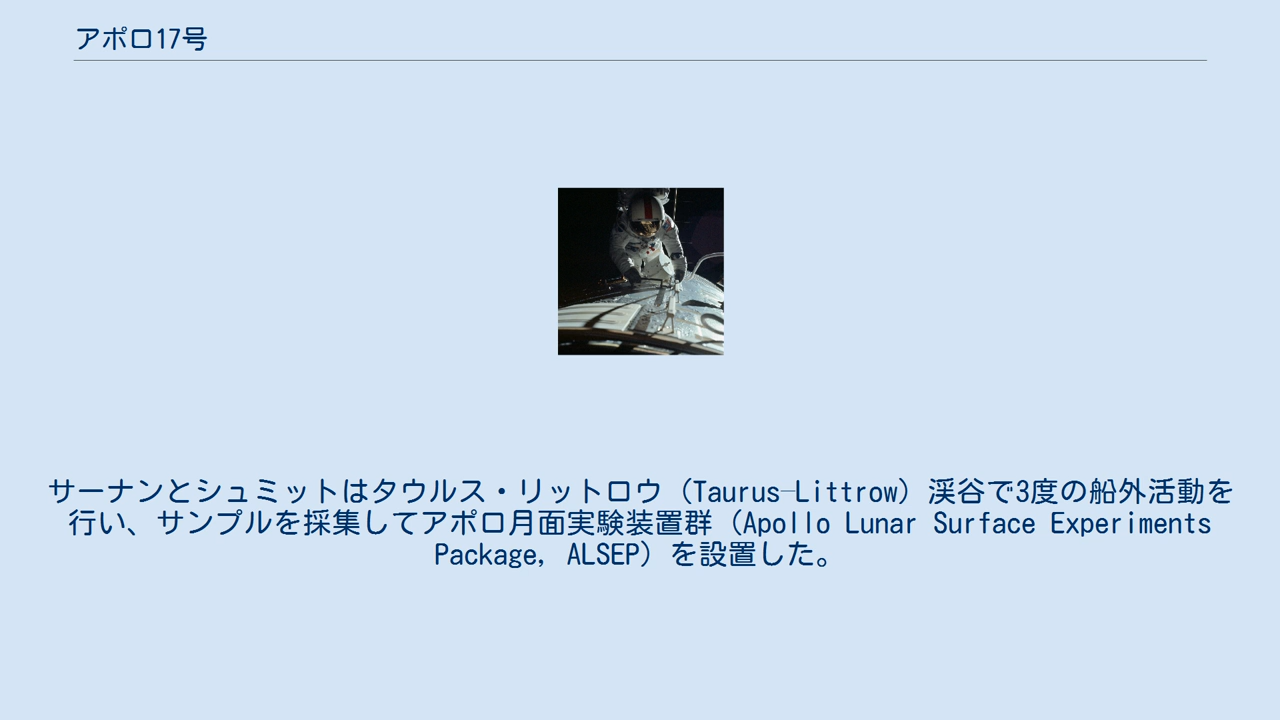 アポロ17号
サーナンとシュミットはタウルス・リットロウ（Taurus–Littrow）渓谷で3度の船外活動を
行い、サンプルを採集してアポロ月面実験装置群（Apollo Lunar Surface Experiments
Package, ALSEP）を設置した。